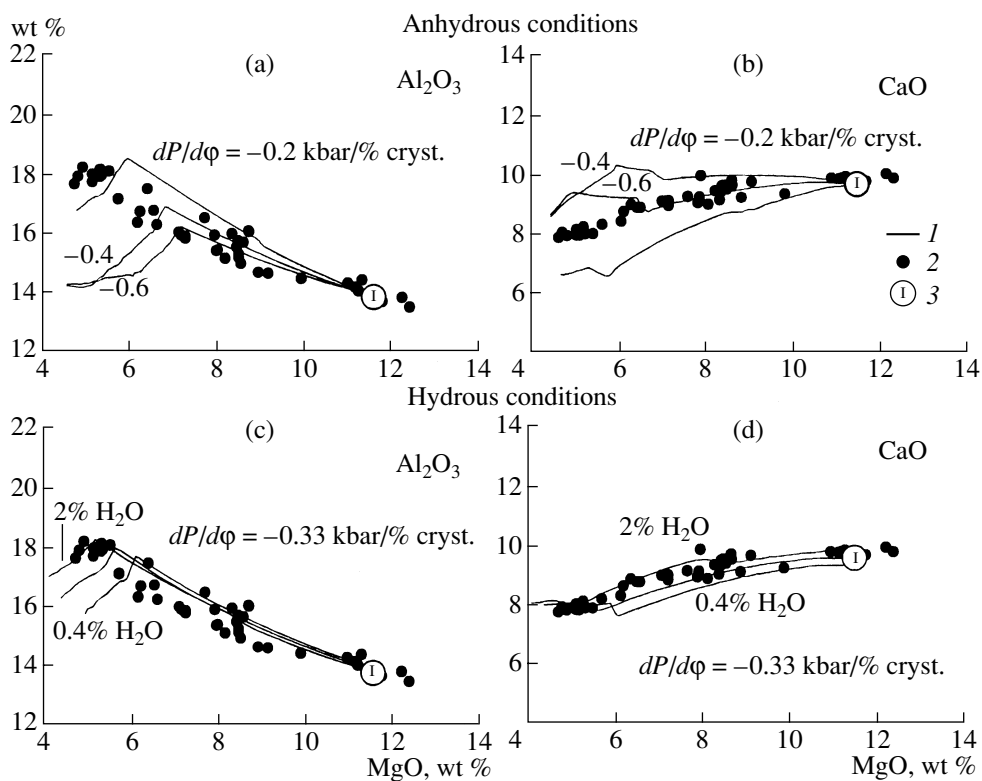 wt %
Anhydrous conditions
22
20
18
16
14
12
(a)
Al₂O₃
dP/dφ = –0.2 kbar/% cryst.
–0.4
–0.6
4 6 8 10 12 14
14
12
10
8
6
(b)
CaO
dP/dφ = –0.2 kbar/% cryst.
–0.4
–0.6
1
2
I 3
I
4 6 8 10 12 14
Hydrous conditions
22
20
18
16
14
12
(c)
Al₂O₃
2% H₂O
dP/dφ = –0.33 kbar/% cryst.
0.4% H₂O
I
4 6 8 10 12 14
MgO, wt %
14
12
10
8
6
(d)
CaO
2% H₂O
I
0.4% H₂O
dP/dφ = –0.33 kbar/% cryst.
4 6 8 10 12 14
MgO, wt %